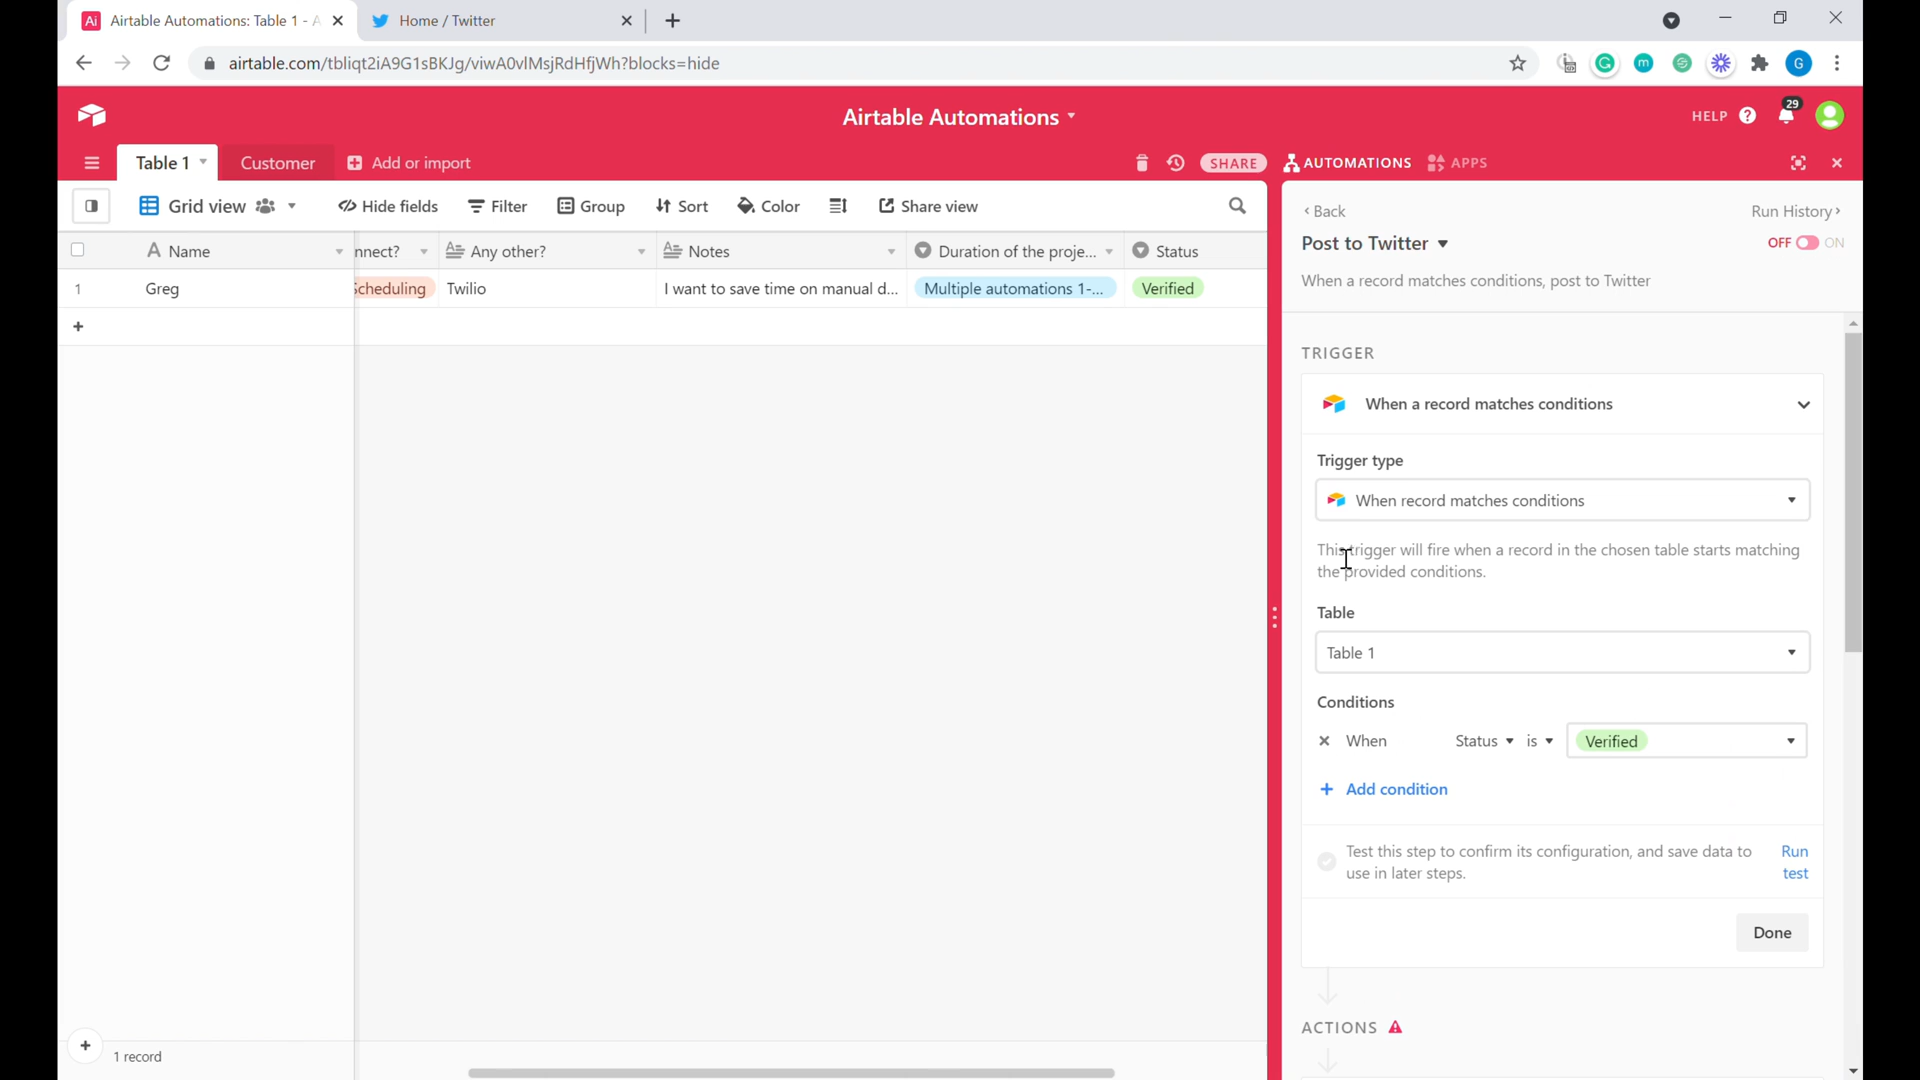 Airtable Automations: Table 1 - A
Home / Twitter
airtable.com/tbliqt2iA9G1sBKJg/viwA0vlMsjRdHfjWh?blocks=hide
G
Airtable Automations
HELP
29
Table 1
Customer
Add or import
SHARE
AUTOMATIONS
APPS
Grid view
Hide fields
Filter
Group
Sort
Color
Share view
Name
nnect?
Any other?
Notes
Duration of the proje...
Status
1
Greg
Scheduling
Twilio
I want to save time on manual d...
Multiple automations 1-...
Verified
1 record
Back
Run History
Post to Twitter
OFF
ON
When a record matches conditions, post to Twitter
TRIGGER
When a record matches conditions
Trigger type
When record matches conditions
This trigger will fire when a record in the chosen table starts matching
the provided conditions.
Table
Table 1
Conditions
When
Status
is
Verified
Add condition
Test this step to confirm its configuration, and save data to
use in later steps.
Run
test
Done
ACTIONS